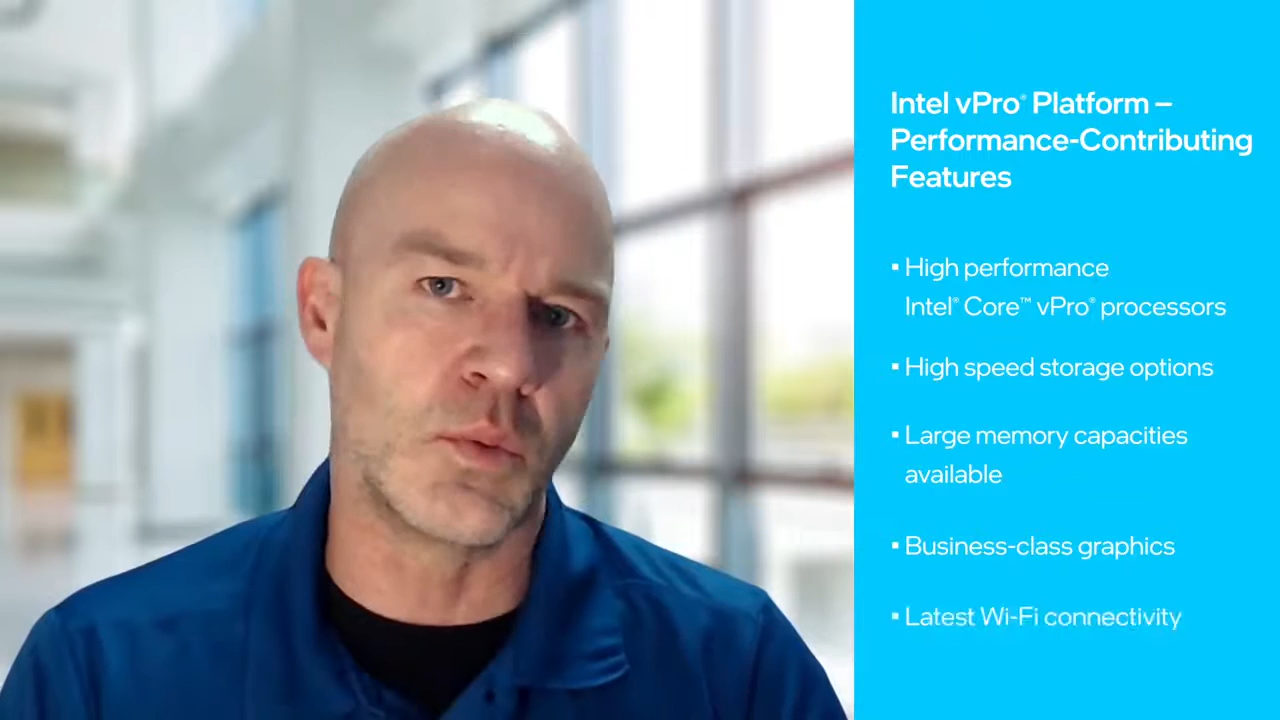 Intel vPro® Platform –
Performance-Contributing
Features
▪ High performance
Intel® Core™ vPro® processors
▪ High speed storage options
▪ Large memory capacities
available
▪ Business-class graphics
▪ Latest Wi-Fi connectivity